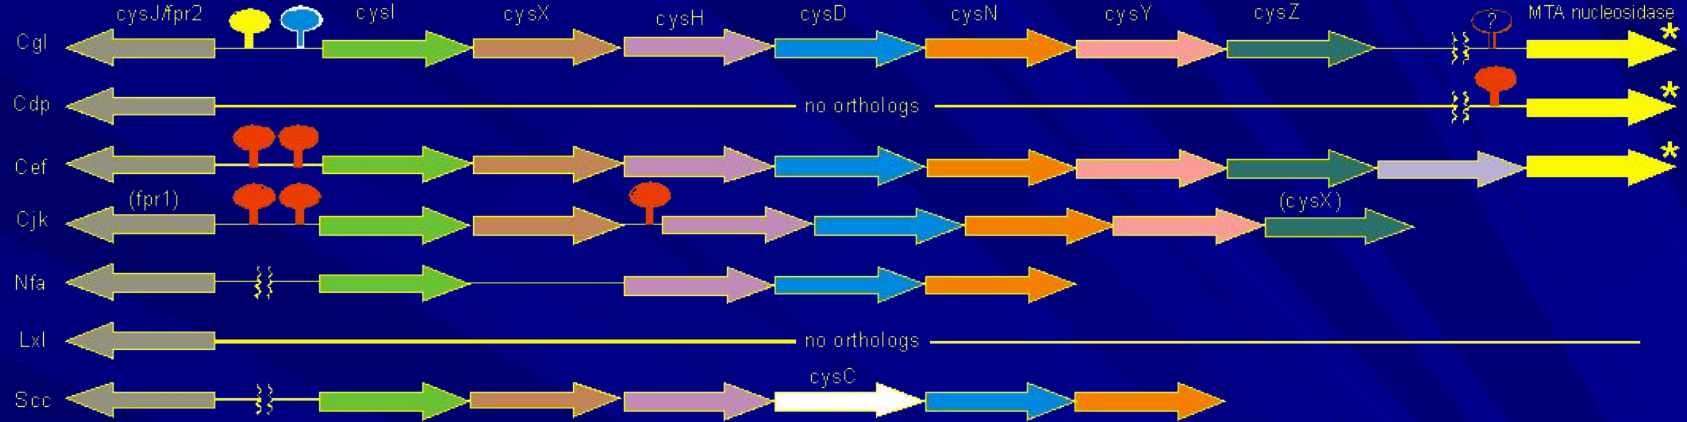 cysJ/fpr2 cysI cysX cysH cysD cysN cysY cysZ ? MTA nucleosidase
Cgl *
Cdp no orthologs *
Cef *
(fpr1) (cysX)
Cjk
Nfa
Lxl no orthologs
cysC
Scc